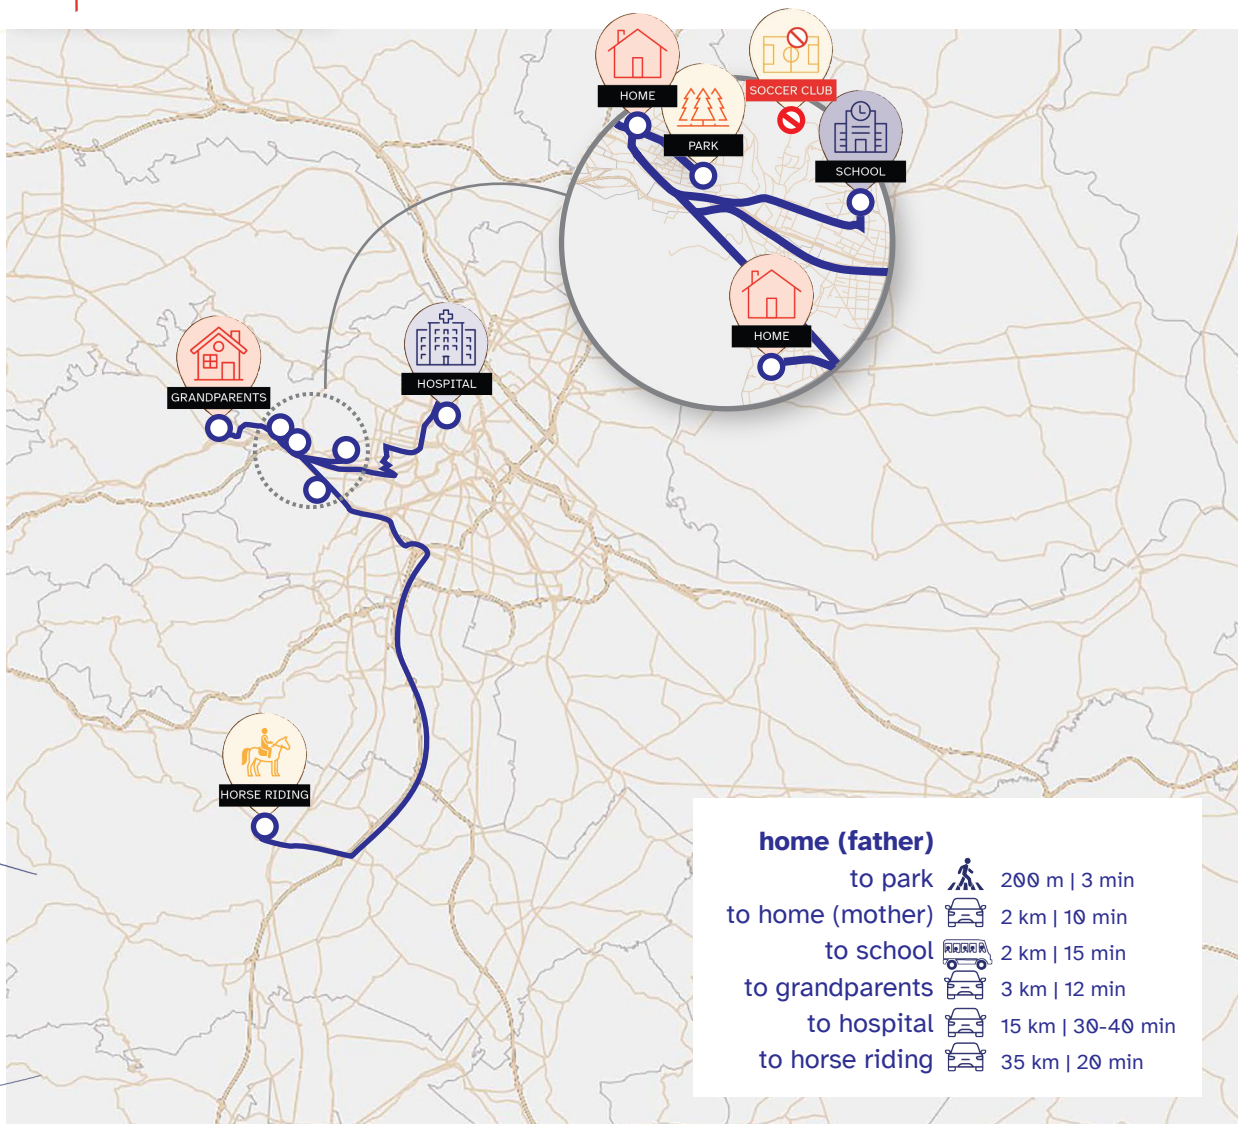 HOME
PARK
SOCCER CLUB
SCHOOL
HOME
GRANDPARENTS
HOSPITAL
HORSE RIDING
home (father)
to park 200 m | 3 min
to home (mother) 2 km | 10 min
to school 2 km | 15 min
to grandparents 3 km | 12 min
to hospital 15 km | 30-40 min
to horse riding 35 km | 20 min